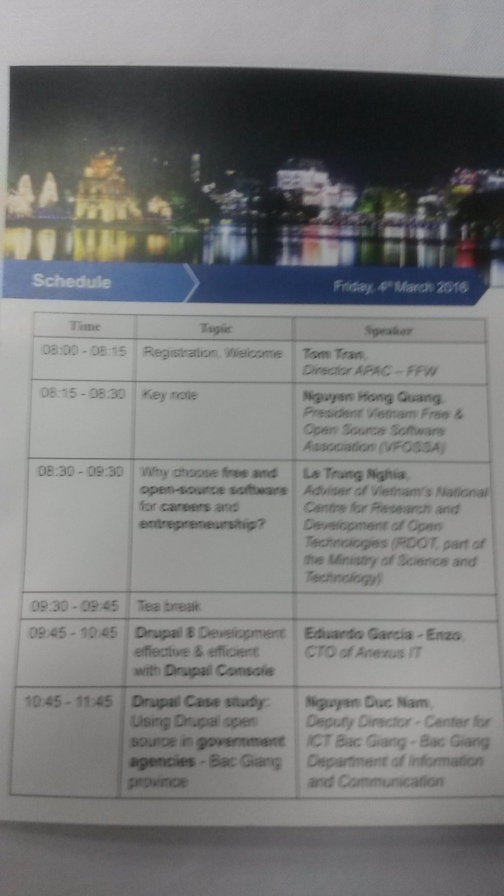 Schedule
Friday, 4th March 2016
Time Topic Speaker
08:00 - 08:15 Registration, Welcome Tom Tran,
Director APAC – FFW
08:15 - 08:30 Key note Nguyen Hong Quang,
President Vietnam Free &
Open Source Software
Association (VFOSSA)
08:30 - 09:30 Why choose free and Le Trung Nghia,
open-source software Adviser of Vietnam's National
for careers and Centre for Research and
entrepreneurship? Development of Open
Technologies (RDOT, part of
the Ministry of Science and
Technology)
09:30 - 09:45 Tea break
09:45 - 10:45 Drupal 8 Development Eduardo Garcia - Enzo,
effective & efficient CTO of Anexus IT
with Drupal Console
10:45 - 11:45 Drupal Case study: Nguyen Duc Nam,
Using Drupal open Deputy Director - Center for
source in government ICT Bac Giang - Bac Giang
agencies - Bac Giang Department of Information
province and Communication